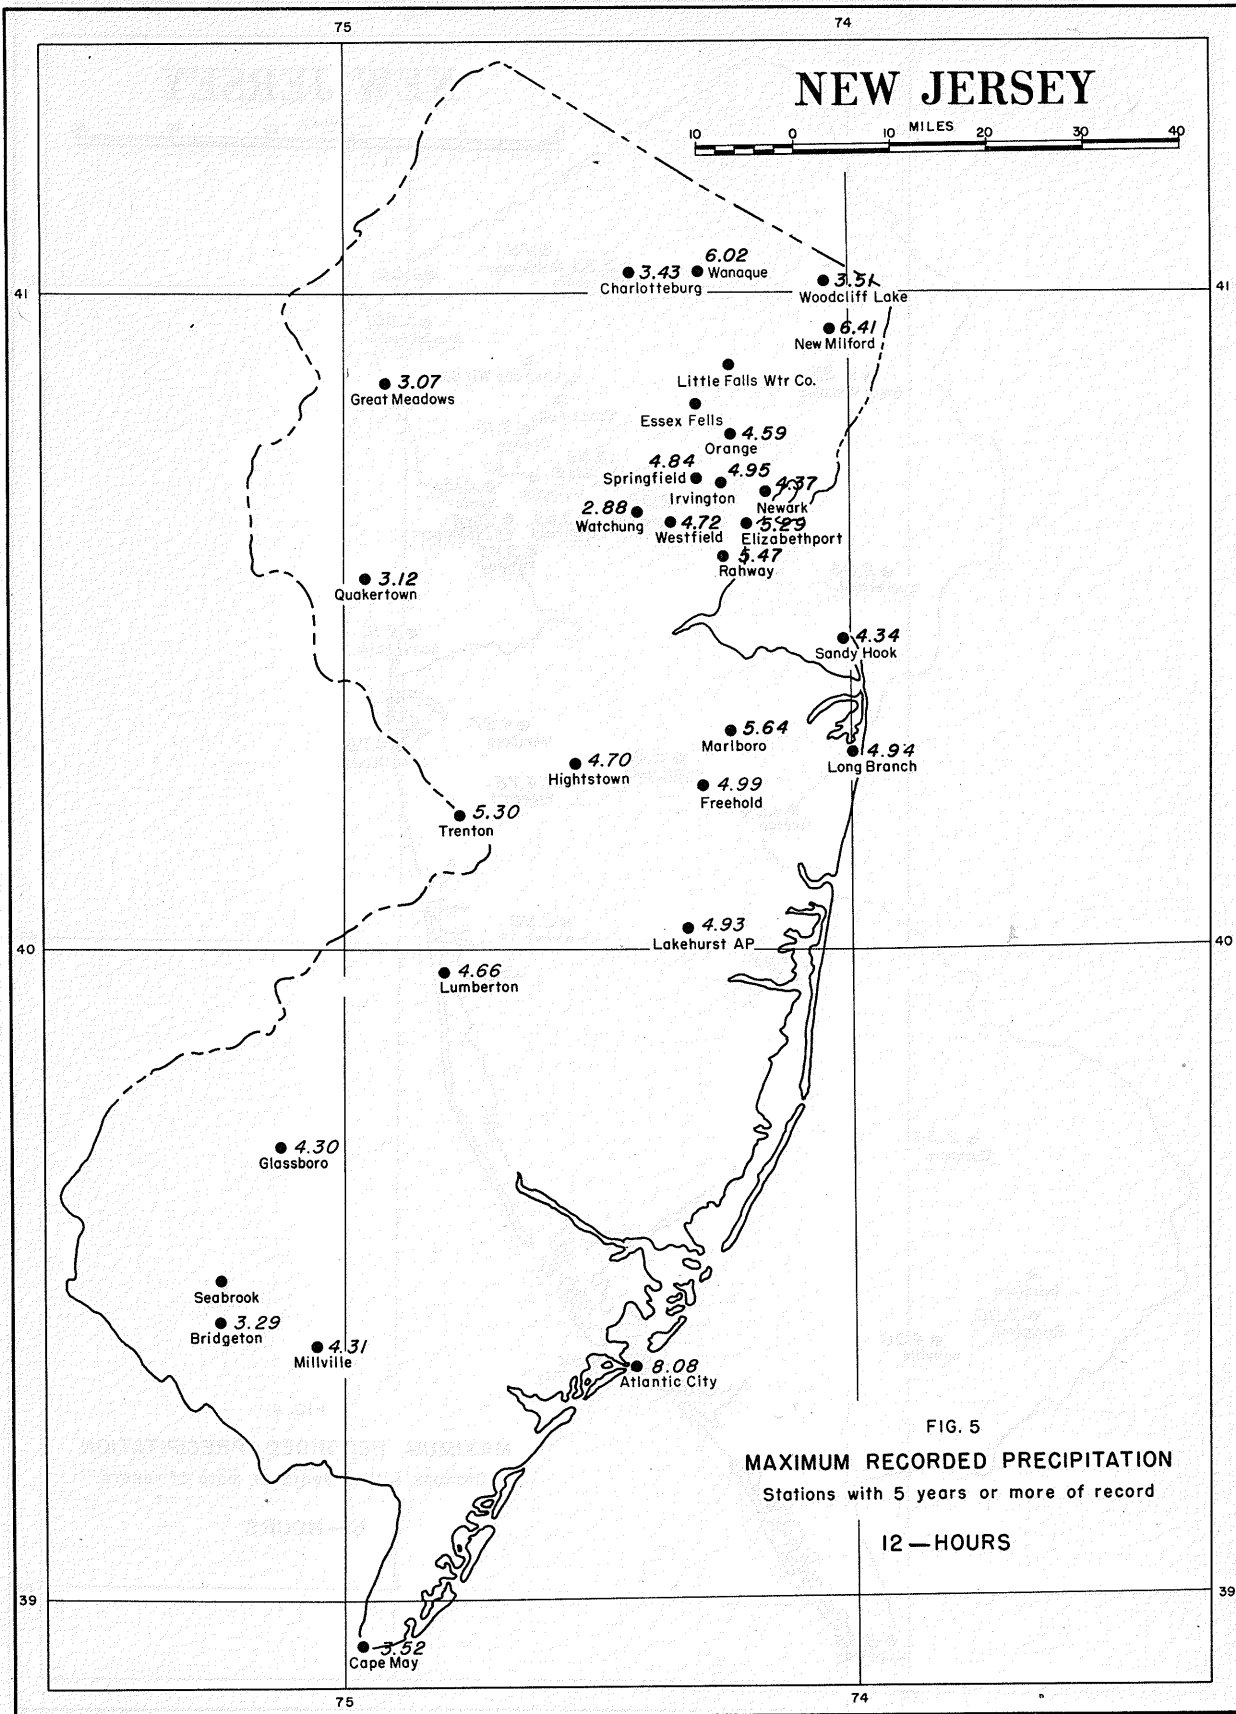 75
74
NEW JERSEY
MILES
10 0 10 20 30 40
6.02
3.43
Wanaque
Charlotteburg
3.51
Woodcliff Lake
41
41
6.41
New Milford
Little Falls Wtr Co.
3.07
Great Meadows
Essex Fells
4.59
Orange
4.84
Springfield
4.95
Irvington
4.37
Newark
2.88
Watchung
4.72
Westfield
5.29
Elizabethport
5.47
Rahway
3.12
Quakertown
4.34
Sandy Hook
5.64
Marlboro
4.94
Long Branch
4.70
Hightstown
4.99
Freehold
5.30
Trenton
4.93
Lakehurst AP
40
40
4.66
Lumberton
4.30
Glassboro
Seabrook
3.29
Bridgeton
4.31
Millville
8.08
Atlantic City
FIG. 5
MAXIMUM RECORDED PRECIPITATION
Stations with 5 years or more of record
12—HOURS
39
39
3.52
Cape May
75
74